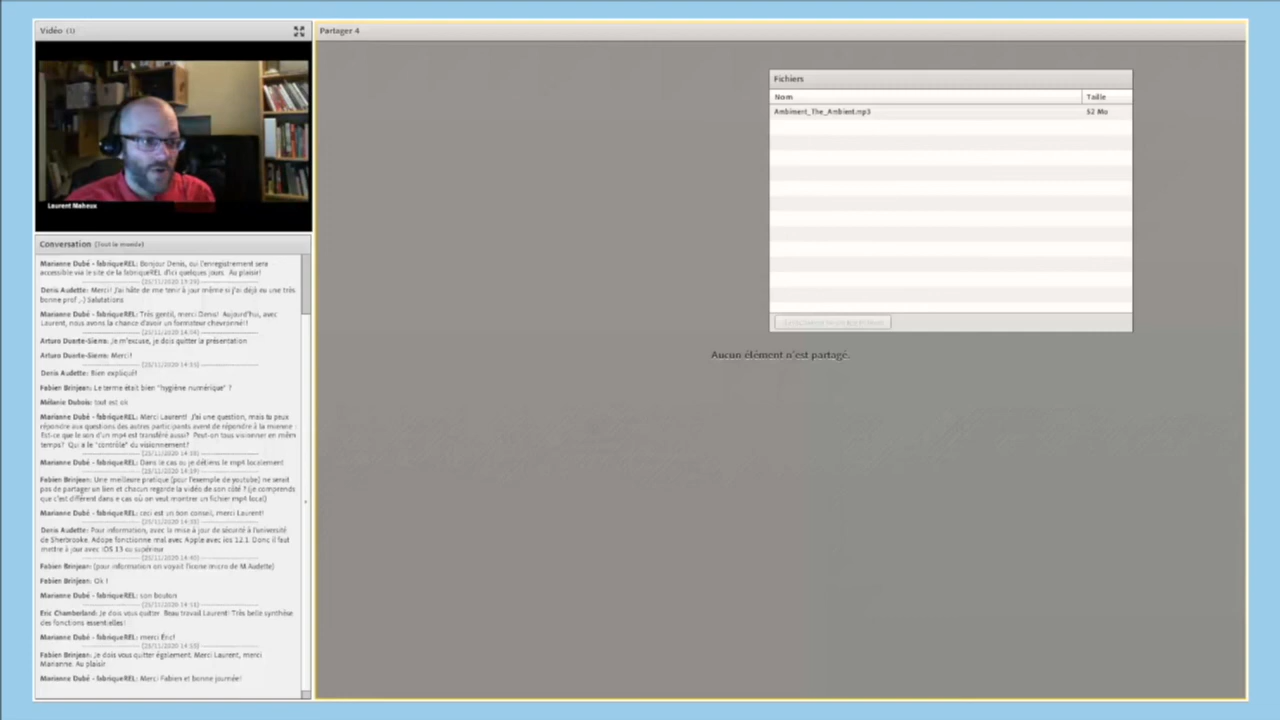 Vidéo (1)
Laurent Maheux
Conversation (Tout le monde)
Marianne Dubé - fabriqueREL: Bonjour Denis, oui l'enregistrement sera
accessible via le site de la fabriqueREL d'ici quelques jours. Au plaisir!
Denis Audette: Merci! J'ai hâte de me tenir à jour même si j'ai déjà eu une très
bonne prof ;-) Salutations
Marianne Dubé - fabriqueREL: Très gentil, merci Denis! Aujourd'hui, avec
Laurent, nous avons la chance d'avoir un formateur chevronné!!
Arturo Duarte-Sierra: Je m'excuse, je dois quitter la présentation
Arturo Duarte-Sierra: Merci!
Denis Audette: Bien expliqué!
Fabien Brinjean: Le terme était bien "hygiène numérique" ?
Mélanie Dubois: tout est ok
Marianne Dubé - fabriqueREL: Merci Laurent! J'ai une question, mais tu peux
répondre aux questions des autres participants avant de répondre à la mienne :
Est-ce que le son d'un mp4 est transféré aussi? Peut-on tous visionner en même
temps? Qui a le "contrôle" du visionnement?
Marianne Dubé - fabriqueREL: Dans le cas où je détiens le mp4 localement
Fabien Brinjean: Une meilleure pratique (pour l'exemple de youtube) ne serait
pas de partager un lien et chacun regarde la vidéo de son côté ? (je comprends
que c'est différent dans e cas où on veut montrer un fichier mp4 local)
Marianne Dubé - fabriqueREL: ceci est un bon conseil, merci Laurent!
Denis Audette: Pour information, avec la mise à jour de sécurité à l'université
de Sherbrooke. Adope fonctionne mal avec Apple avec ios 12.1 Donc il faut
mettre à jour avec iOS 13 ou supérieur
Fabien Brinjean: (pour information on voyait l'icone micro de M.Audette)
Fabien Brinjean: Ok !
Marianne Dubé - fabriqueREL: son bouton
Eric Chamberland: Je dois vous quitter. Beau travail Laurent! Très belle synthèse
des fonctions essentielles!
Marianne Dubé - fabriqueREL: merci Éric!
Fabien Brinjean: Je dois vous quitter également. Merci Laurent, merci
Marianne. Au plaisir
Marianne Dubé - fabriqueREL: Merci Fabien et bonne journée!
Partager 4
Fichiers
Nom Taille
Ambiment_The_Ambient.mp3 52 Mo
Aucun élément n'est partagé.